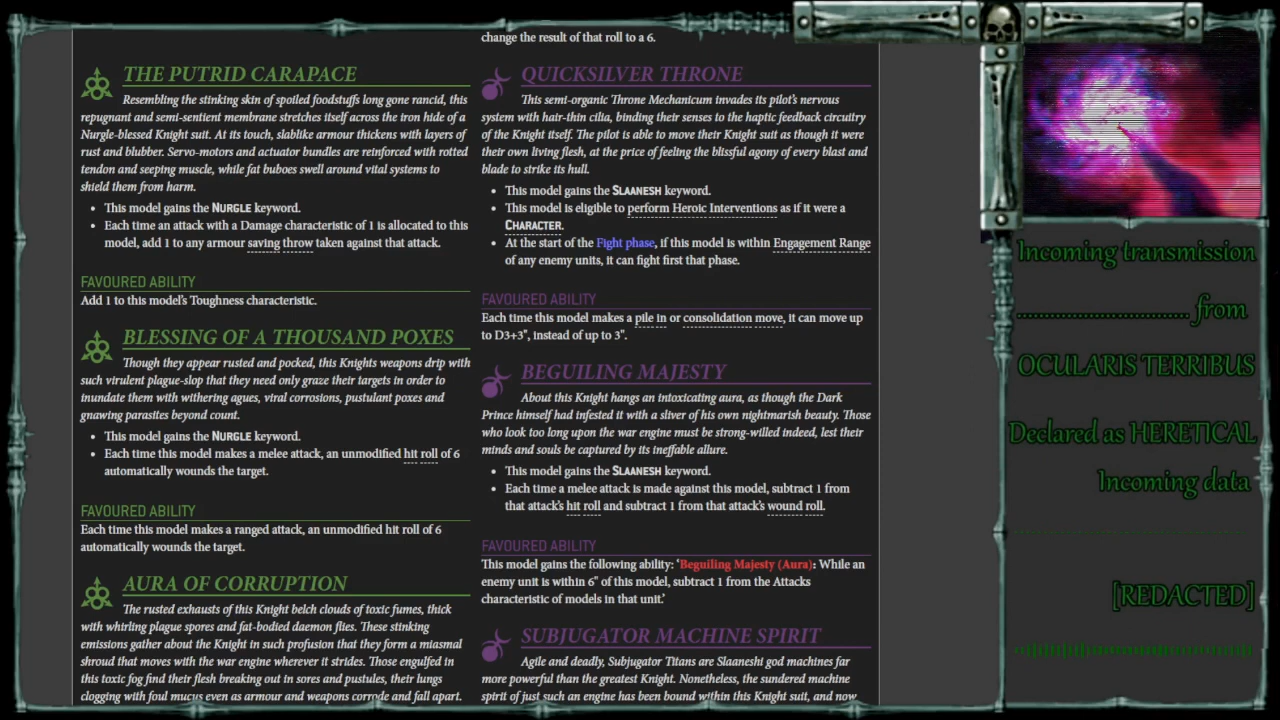 THE PUTRID CARAPACE
Resembling the stinking skin of spoiled foodstuffs long gone rancid, this
repugnant and semi-sentient membrane stretches itself across the iron hide of a
Nurgle-blessed Knight suit. At its touch, slablike armour thickens with layers of
rust and blubber. Servo-motors and actuator bundles are reinforced with rotted
tendon and seeping muscle, while fat buboes swell around vital systems to
shield them from harm.
• This model gains the NURGLE keyword.
• Each time an attack with a Damage characteristic of 1 is allocated to this
model, add 1 to any armour saving throw taken against that attack.
FAVOURED ABILITY
Add 1 to this model's Toughness characteristic.
BLESSING OF A THOUSAND POXES
Though they appear rusted and pocked, this Knights weapons drip with
such virulent plague-slop that they need only graze their targets in order to
inundate them with withering agues, viral corrosions, pustulant poxes and
gnawing parasites beyond count.
• This model gains the NURGLE keyword.
• Each time this model makes a melee attack, an unmodified hit roll of 6
automatically wounds the target.
FAVOURED ABILITY
Each time this model makes a ranged attack, an unmodified hit roll of 6
automatically wounds the target.
AURA OF CORRUPTION
The rusted exhausts of this Knight belch clouds of toxic fumes, thick
with whirling plague spores and fat-bodied daemon flies. These stinking
emissions gather about the Knight in such profusion that they form a miasmal
shroud that moves with the war engine wherever it strides. Those engulfed in
this toxic fog find their flesh breaking out in sores and pustules, their lungs
clogging with foul mucus even as armour and weapons corrode and fall apart.
change the result of that roll to a 6.
QUICKSILVER THRONE
This semi-organic Throne Mechanicum invades its pilot's nervous
system with hair-thin cilia, binding their senses to the haptic feedback circuitry
of the Knight itself. The pilot is able to move their Knight suit as though it were
their own living flesh, at the price of feeling the blissful agony of every blast and
blade to strike its hull.
• This model gains the SLAANESH keyword.
• This model is eligible to perform Heroic Interventions as if it were a
CHARACTER.
• At the start of the Fight phase, if this model is within Engagement Range
of any enemy units, it can fight first that phase.
FAVOURED ABILITY
Each time this model makes a pile in or consolidation move, it can move up
to D3+3", instead of up to 3".
BEGUILING MAJESTY
About this Knight hangs an intoxicating aura, as though the Dark
Prince himself had infested it with a sliver of his own nightmarish beauty. Those
who look too long upon the war engine must be strong-willed indeed, lest their
minds and souls be captured by its ineffable allure.
• This model gains the SLAANESH keyword.
• Each time a melee attack is made against this model, subtract 1 from
that attack's hit roll and subtract 1 from that attack's wound roll.
FAVOURED ABILITY
This model gains the following ability: 'Beguiling Majesty (Aura): While an
enemy unit is within 6" of this model, subtract 1 from the Attacks
characteristic of models in that unit.'
SUBJUGATOR MACHINE SPIRIT
Agile and deadly, Subjugator Titans are Slaaneshi god machines far
more powerful than the greatest Knight. Nonetheless, the sundered machine
spirit of just such an engine has been bound within this Knight suit, and now
Incoming transmission
............................... from
OCULARIS TERRIBUS
Declared as HERETICAL
Incoming data
[REDACTED]